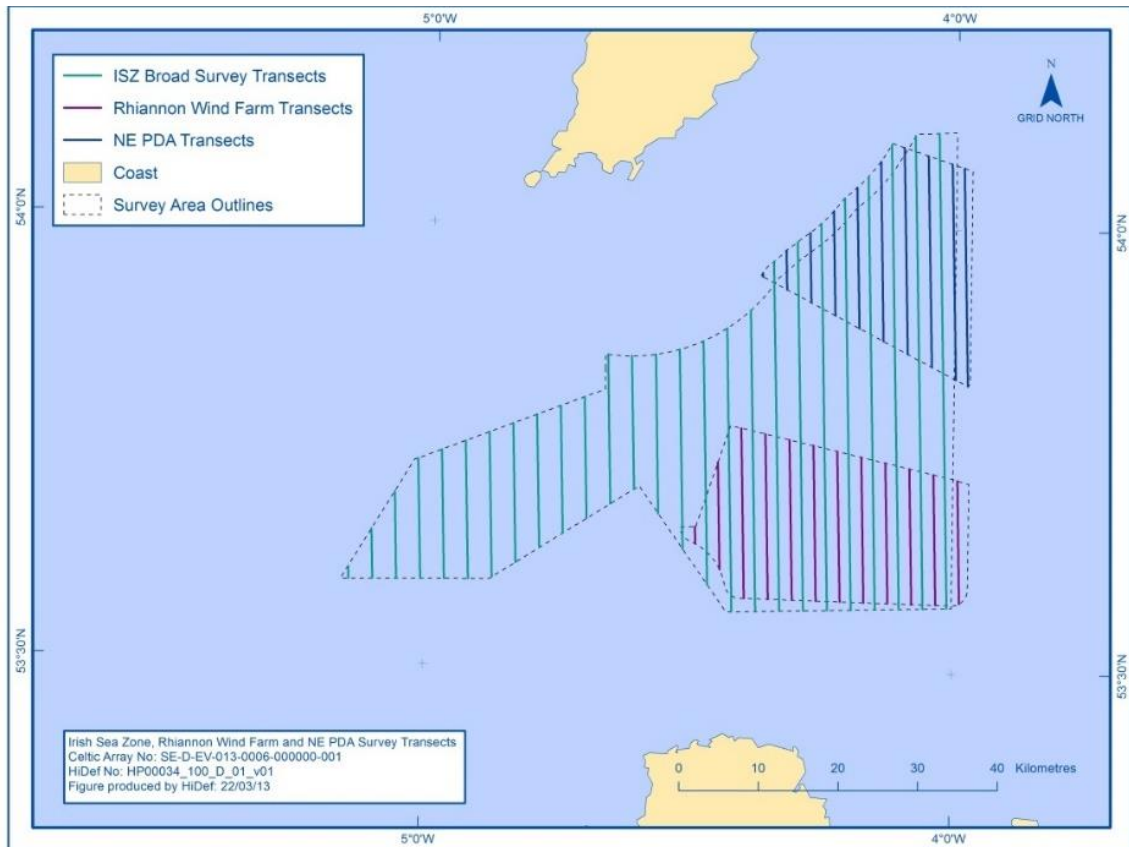 5°0'W
4°0'W
ISZ Broad Survey Transects
Rhiannon Wind Farm Transects
NE PDA Transects
Coast
Survey Area Outlines
N
GRID NORTH
54°0'N
54°0'N
53°30'N
53°30'N
Irish Sea Zone, Rhiannon Wind Farm and NE PDA Survey Transects
Celtic Array No: SE-D-EV-013-0006-000000-001
HiDef No: HP00034_100_D_01_v01
Figure produced by HiDef: 22/03/13
0 10 20 30 40 Kilometres
5°0'W
4°0'W